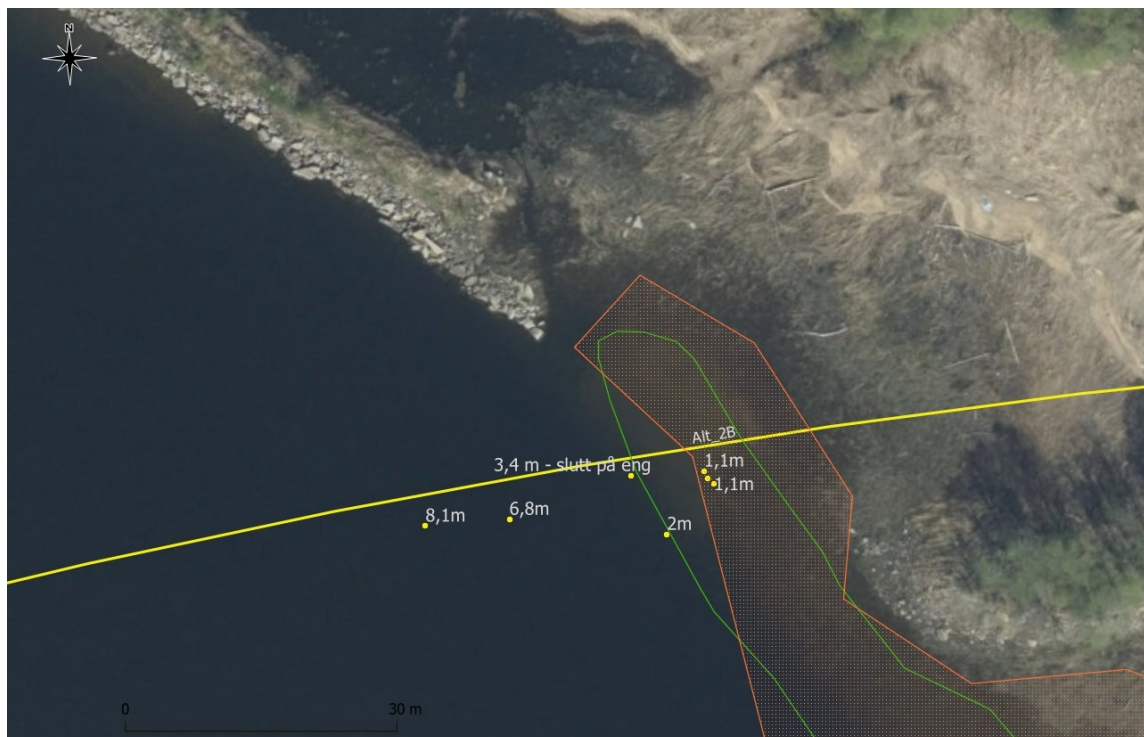 N
Alt_2B
3,4 m - slutt på eng
1,1m
1,1m
6,8m
8,1m
2m
0
30 m